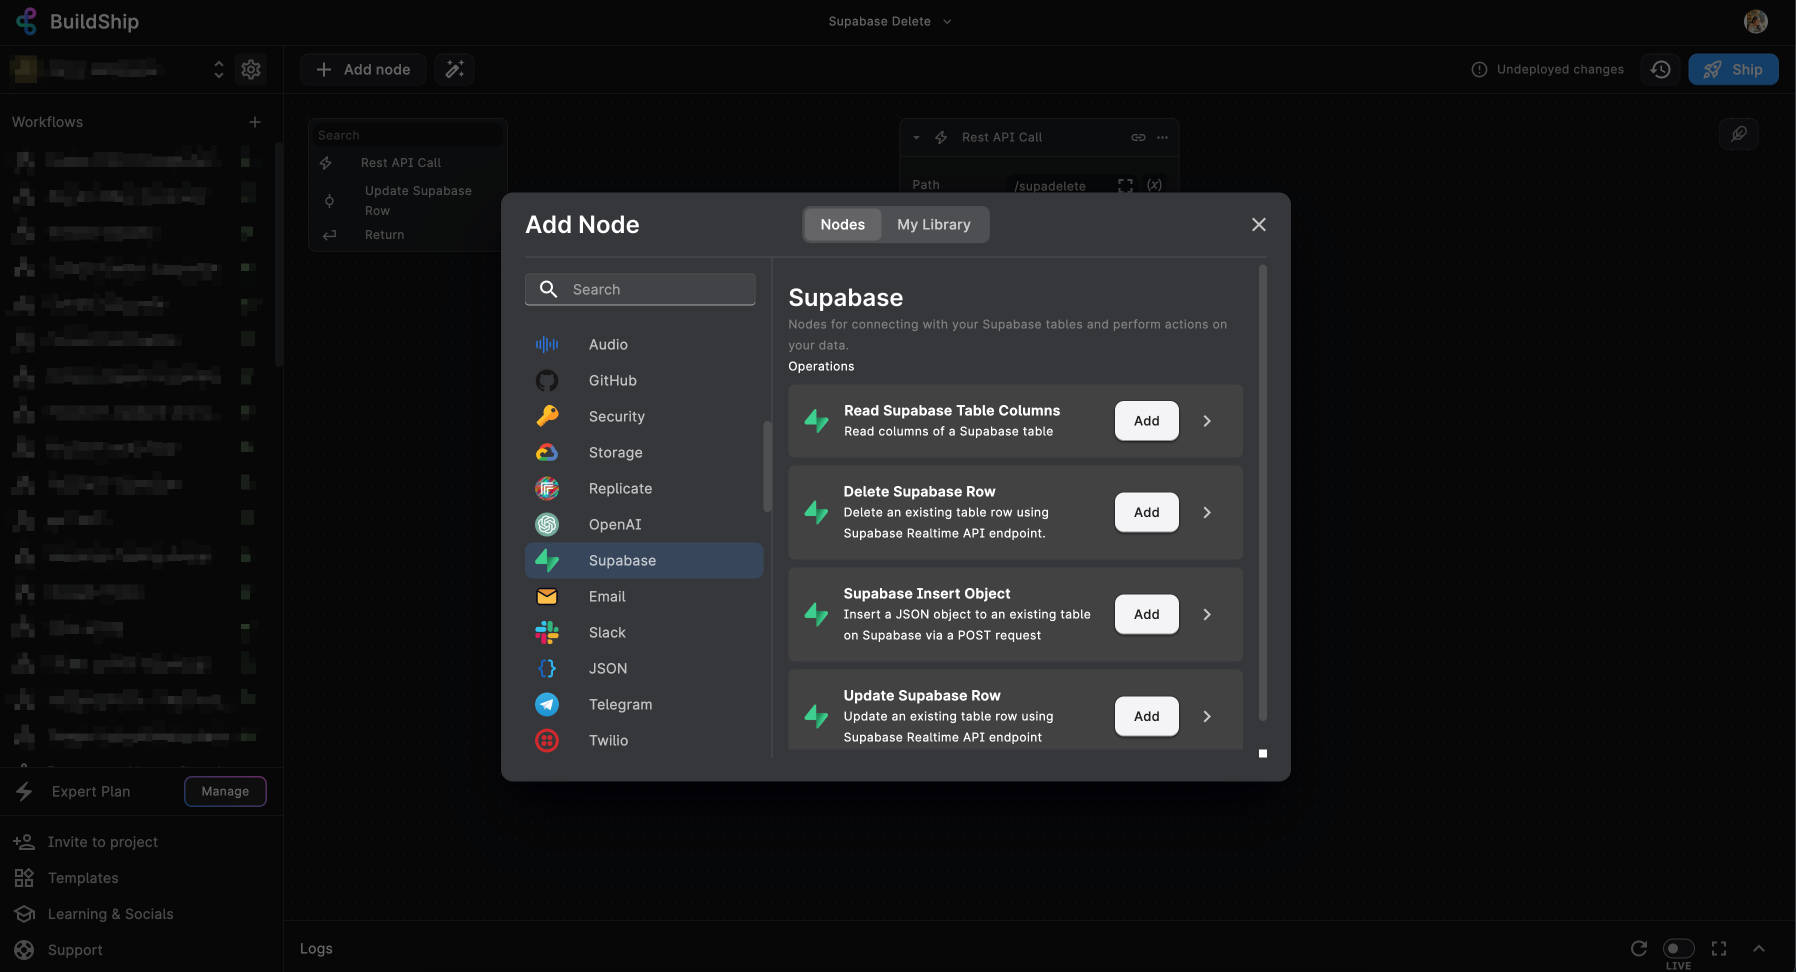 BuildShip
Supabase Delete
Add node
Undeployed changes
Ship
Workflows
Search
Rest API Call
Update Supabase
Row
Return
Rest API Call
Path
/supadelete
(x)
Add Node
Nodes
My Library
Search
Audio
GitHub
Security
Storage
Replicate
OpenAI
Supabase
Email
Slack
JSON
Telegram
Twilio
Supabase
Nodes for connecting with your Supabase tables and perform actions on
your data.
Operations
Read Supabase Table Columns
Read columns of a Supabase table
Add
Delete Supabase Row
Delete an existing table row using
Supabase Realtime API endpoint.
Add
Supabase Insert Object
Insert a JSON object to an existing table
on Supabase via a POST request
Add
Update Supabase Row
Update an existing table row using
Supabase Realtime API endpoint
Add
Expert Plan
Manage
Invite to project
Templates
Learning & Socials
Support
Logs
LIVE